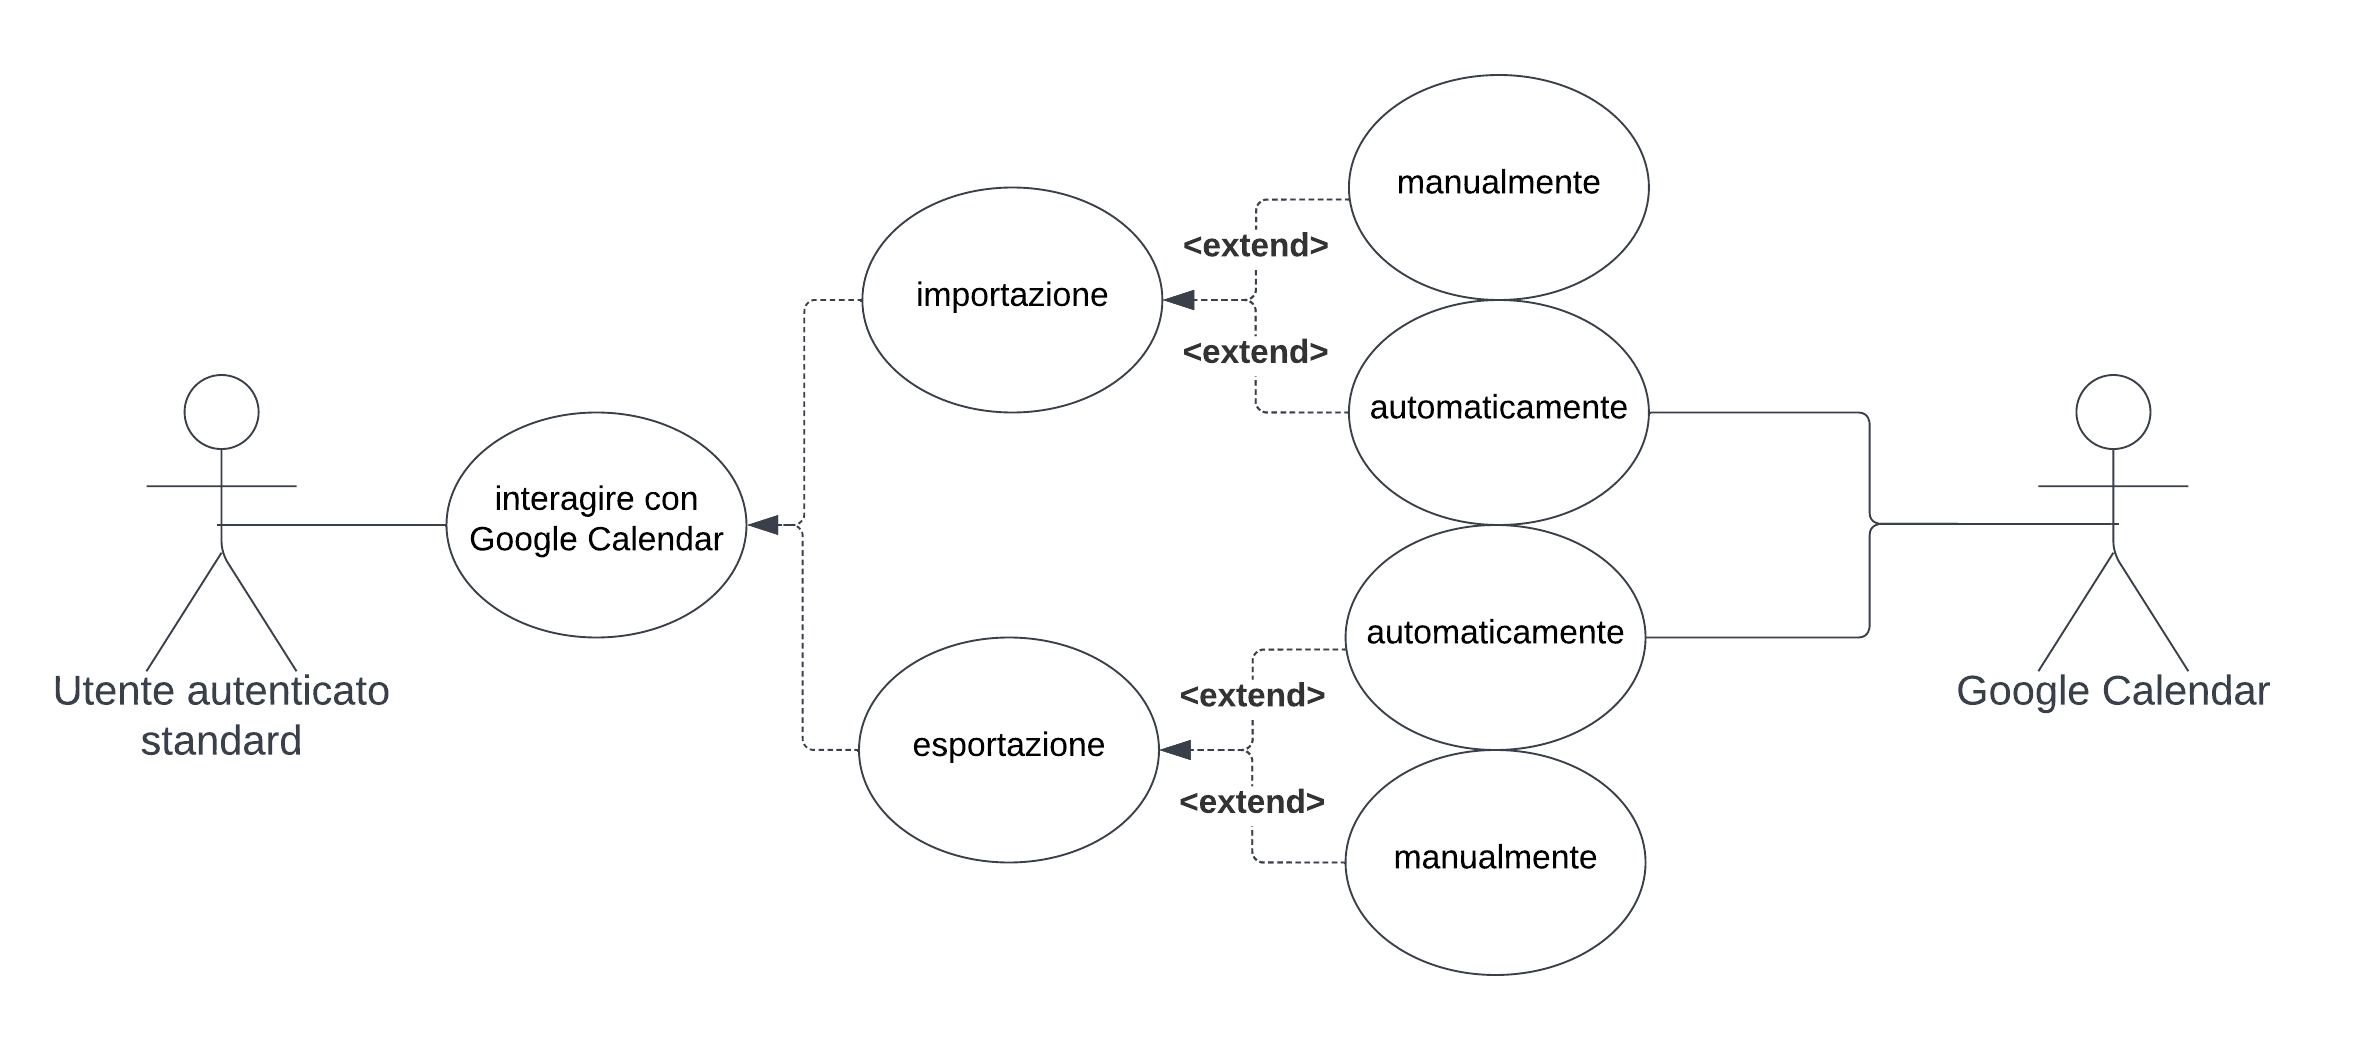 manualmente
<extend>
importazione
<extend>
automaticamente
interagire con
Google Calendar
automaticamente
Utente autenticato
standard
Google Calendar
<extend>
esportazione
<extend>
manualmente